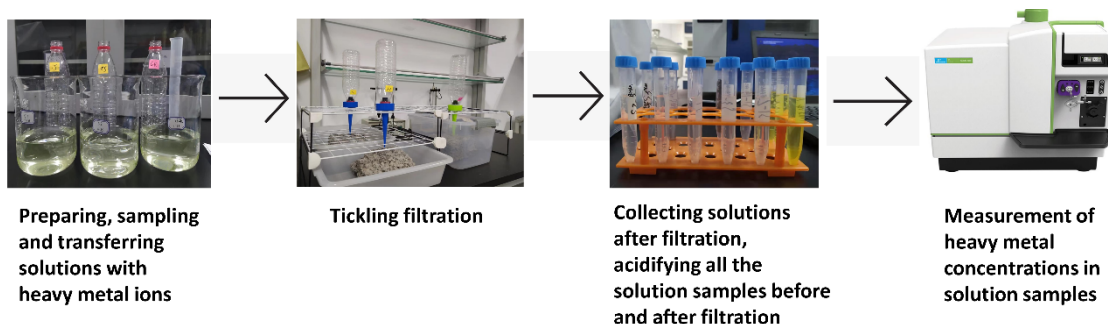 Preparing, sampling
and transferring
solutions with
heavy metal ions
Tickling filtration
Collecting solutions
after filtration,
acidifying all the
solution samples before
and after filtration
Measurement of
heavy metal
concentrations in
solution samples